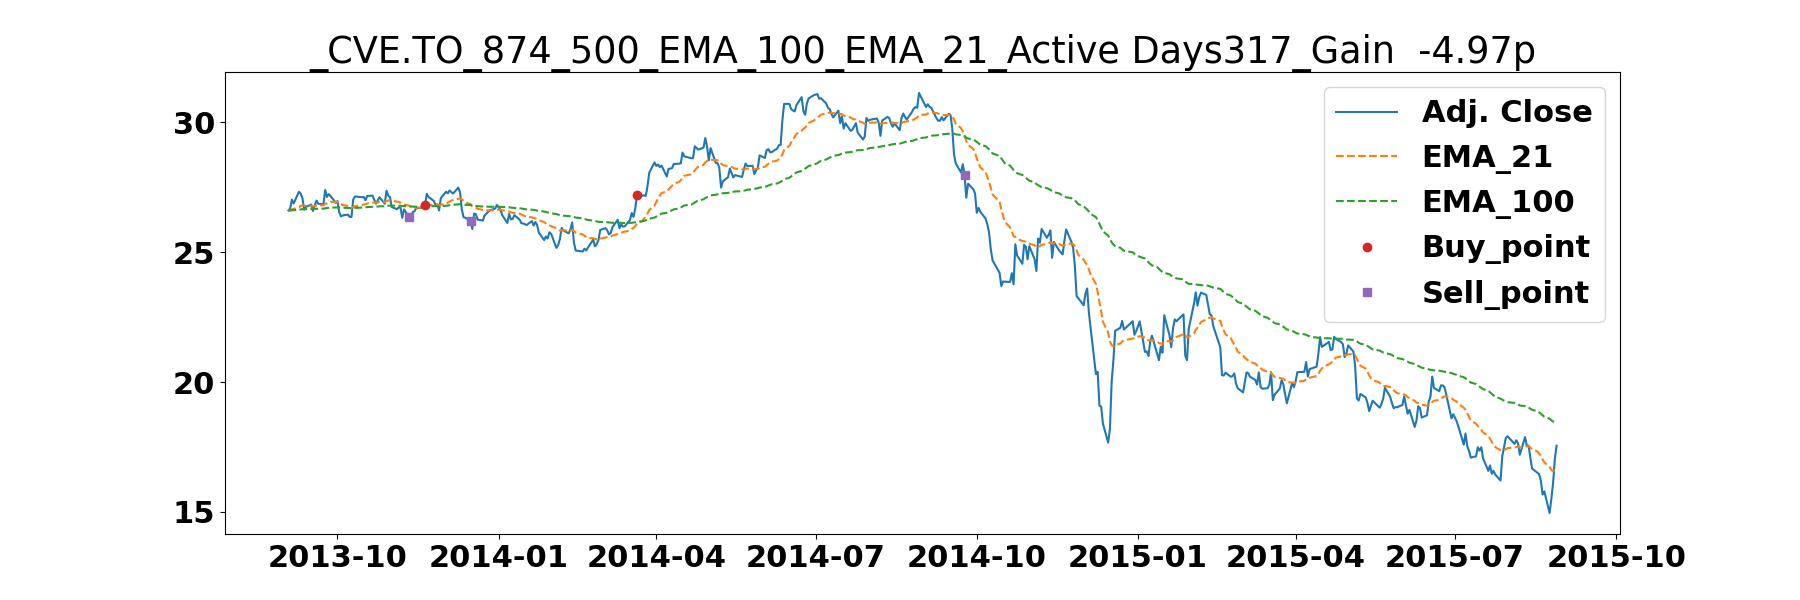 _CVE.TO_874_500_EMA_100_EMA_21_Active Days317_Gain  -4.97p
30
25
20
15
Adj. Close
EMA_21
EMA_100
Buy_point
Sell_point
2013-10 2014-01 2014-04 2014-07 2014-10 2015-01 2015-04 2015-07 2015-10